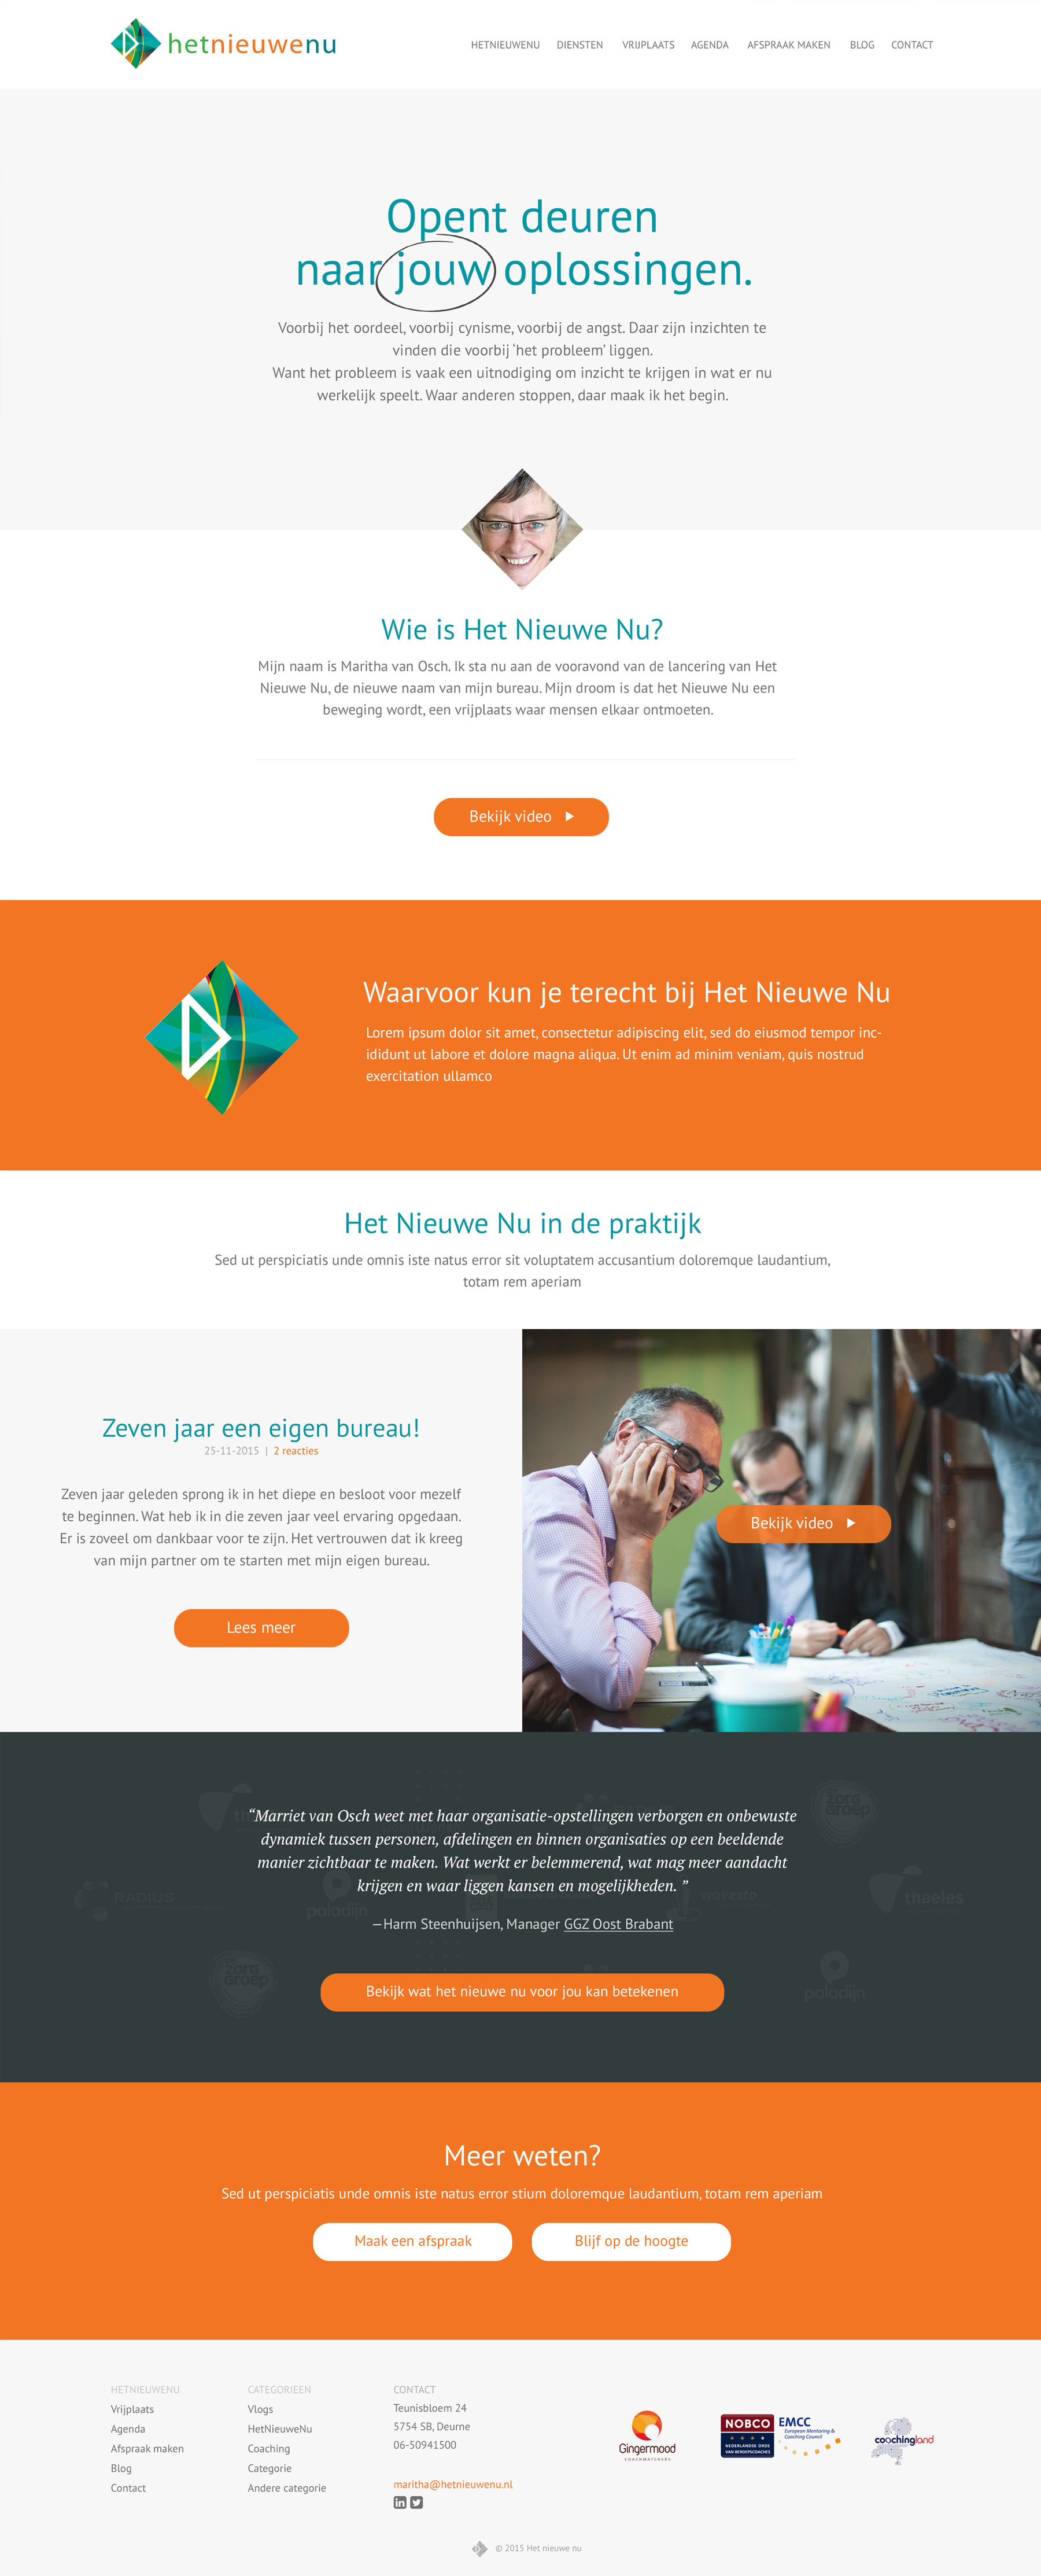 hetnieuwenu
HETNIEUWENU DIENSTEN VRIJPLAATS AGENDA AFSPRAAK MAKEN BLOG CONTACT
Opent deuren
naar jouw oplossingen.
Voorbij het oordeel, voorbij cynisme, voorbij de angst. Daar zijn inzichten te
vinden die voorbij ‘het probleem’ liggen.
Want het probleem is vaak een uitnodiging om inzicht te krijgen in wat er nu
werkelijk speelt. Waar anderen stoppen, daar maak ik het begin.
Wie is Het Nieuwe Nu?
Mijn naam is Maritha van Osch. Ik sta nu aan de vooravond van de lancering van Het
Nieuwe Nu, de nieuwe naam van mijn bureau. Mijn droom is dat het Nieuwe Nu een
beweging wordt, een vrijplaats waar mensen elkaar ontmoeten.
Bekijk video
Waarvoor kun je terecht bij Het Nieuwe Nu
Lorem ipsum dolor sit amet, consectetur adipiscing elit, sed do eiusmod tempor inc-
ididunt ut labore et dolore magna aliqua. Ut enim ad minim veniam, quis nostrud
exercitation ullamco
Het Nieuwe Nu in de praktijk
Sed ut perspiciatis unde omnis iste natus error sit voluptatem accusantium doloremque laudantium,
totam rem aperiam
Zeven jaar een eigen bureau!
25-11-2015 | 2 reacties
Zeven jaar geleden sprong ik in het diepe en besloot voor mezelf
te beginnen. Wat heb ik in die zeven jaar veel ervaring opgedaan.
Er is zoveel om dankbaar voor te zijn. Het vertrouwen dat ik kreeg
van mijn partner om te starten met mijn eigen bureau.
Lees meer
Bekijk video
zorg
groep
“Marriet van Osch weet met haar organisatie-opstellingen verborgen en onbewuste
dynamiek tussen personen, afdelingen en binnen organisaties op een beeldende
manier zichtbaar te maken. Wat werkt er belemmerend, wat mag meer aandacht
krijgen en waar liggen kansen en mogelijkheden. ”
RADIUS
paladijn
wovesto
thaeles
—Harm Steenhuijsen, Manager GGZ Oost Brabant
zorg
groep
paladijn
Bekijk wat het nieuwe nu voor jou kan betekenen
Meer weten?
Sed ut perspiciatis unde omnis iste natus error stium doloremque laudantium, totam rem aperiam
Maak een afspraak
Blijf op de hoogte
HETNIEUWENU
Vrijplaats
Agenda
Afspraak maken
Blog
Contact
CATEGORIEEN
Vlogs
HetNieuweNu
Coaching
Categorie
Andere categorie
CONTACT
Teunisbloem 24
5754 SB, Deurne
06-50941500
maritha@hetnieuwenu.nl
in
Gingermood
COACHMATCHERS
NOBCO
NEDERLANDSE ORDE
VAN BEROEPSCOACHES
EMCC
European Mentoring &
Coaching Council
coachingland
© 2015 Het nieuwe nu